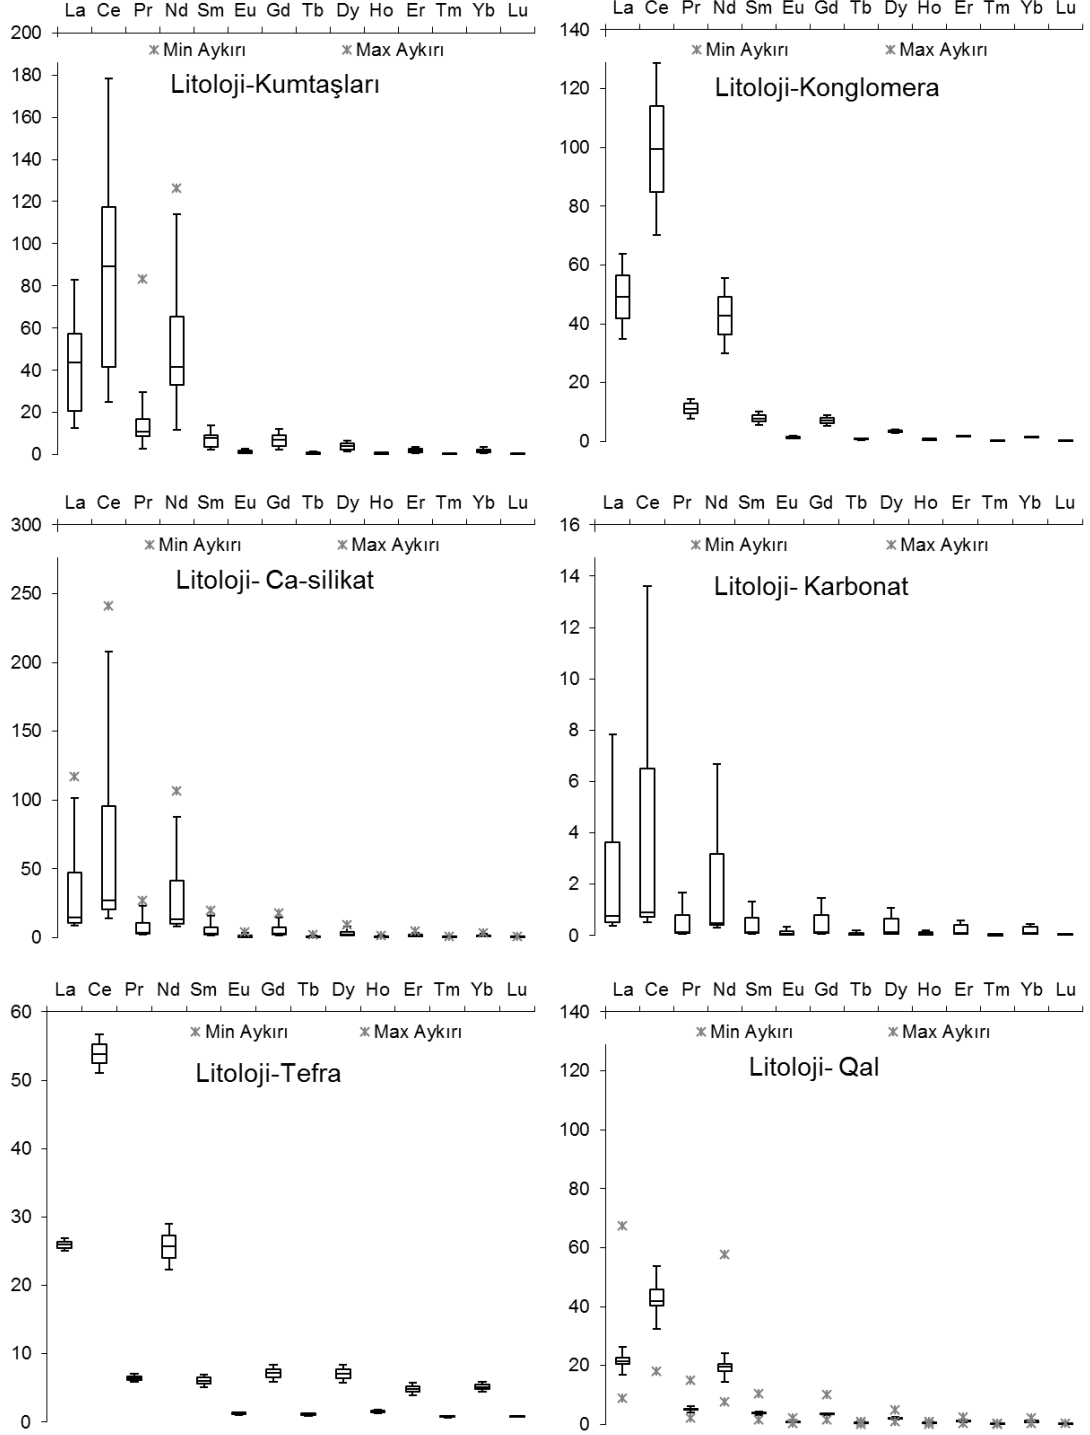 La Ce Pr Nd Sm Eu Gd Tb Dy Ho Er Tm Yb Lu
200
Min Aykırı Max Aykırı
Litoloji-Kumtaşları
180
160
140
120
100
80
60
40
20
0
La Ce Pr Nd Sm Eu Gd Tb Dy Ho Er Tm Yb Lu
140
Min Aykırı Max Aykırı
Litoloji-Konglomera
120
100
80
60
40
20
0
La Ce Pr Nd Sm Eu Gd Tb Dy Ho Er Tm Yb Lu
300
Min Aykırı Max Aykırı
Litoloji- Ca-silikat
250
200
150
100
50
0
La Ce Pr Nd Sm Eu Gd Tb Dy Ho Er Tm Yb Lu
16
Min Aykırı Max Aykırı
Litoloji- Karbonat
14
12
10
8
6
4
2
0
La Ce Pr Nd Sm Eu Gd Tb Dy Ho Er Tm Yb Lu
60
Min Aykırı Max Aykırı
Litoloji-Tefra
50
40
30
20
10
0
La Ce Pr Nd Sm Eu Gd Tb Dy Ho Er Tm Yb Lu
140
Min Aykırı Max Aykırı
Litoloji- Qal
120
100
80
60
40
20
0